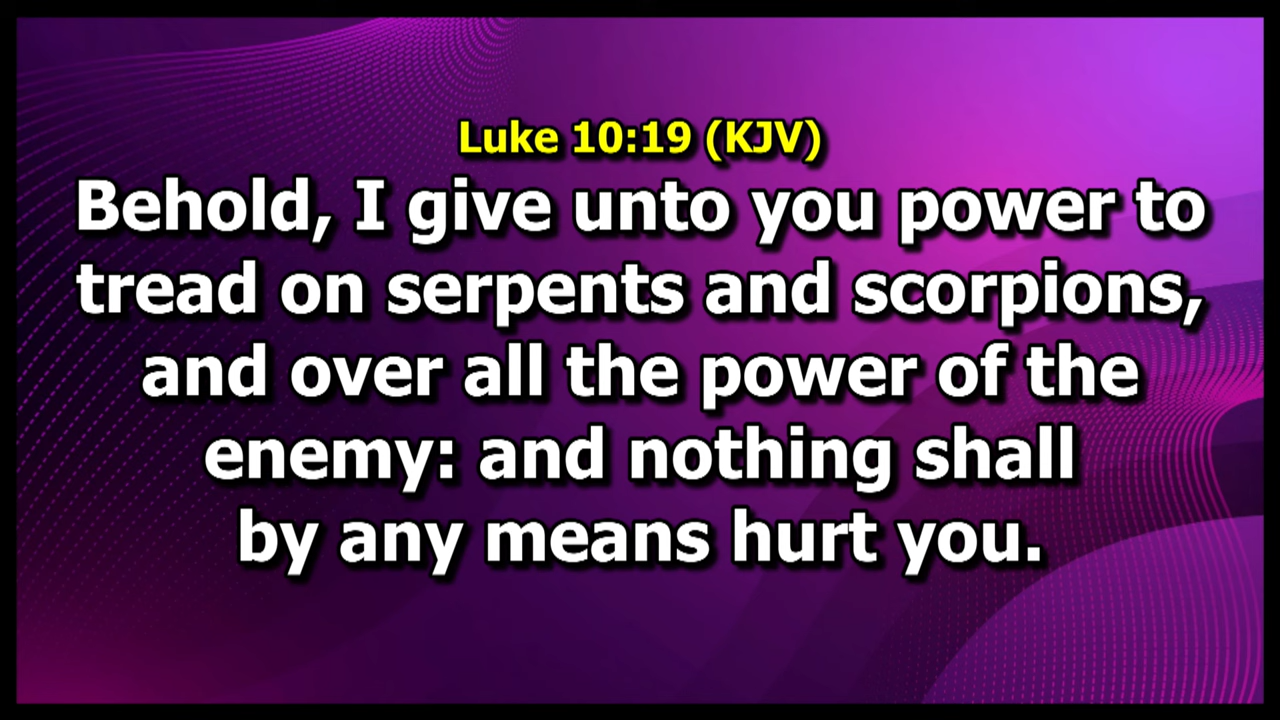 Luke 10:19 (KJV)
Behold, I give unto you power to
tread on serpents and scorpions,
and over all the power of the
enemy: and nothing shall
by any means hurt you.